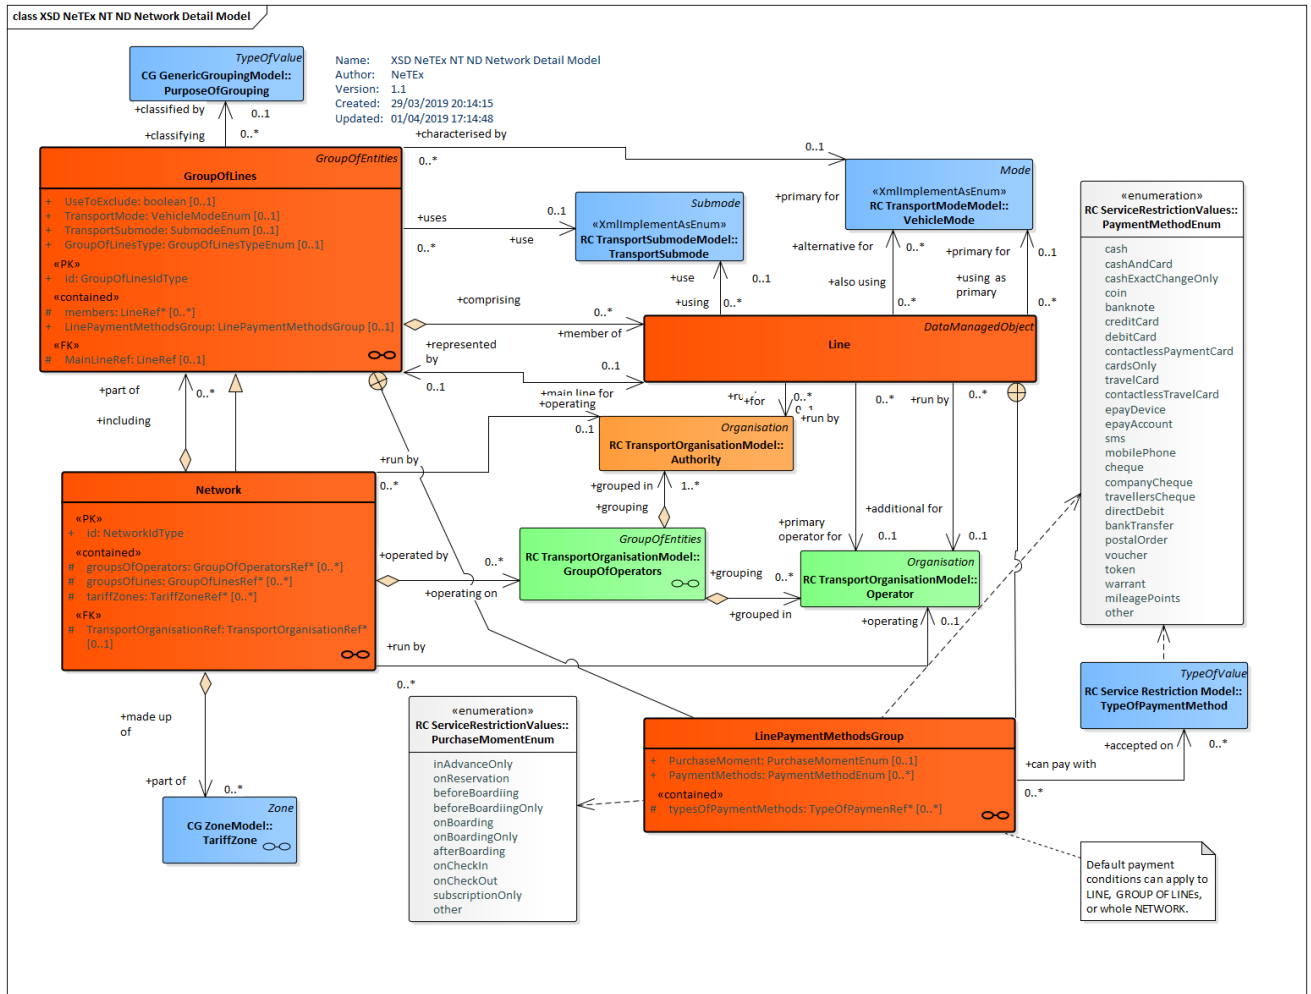 class XSD NeTEx NT ND Network Detail Model
TypeOfValue
CG GenericGroupingModel::
PurposeOfGrouping
Name: XSD NeTEx NT ND Network Detail Model
Author: NeTEx
Version: 1.1
Created: 29/03/2019 20:14:15
Updated: 01/04/2019 17:14:48
+classified by
0..1
+classifying
0..*
+characterised by
0..*
0..1
GroupOfEntities
GroupOfLines
+ UseToExclude: boolean [0..1]
+ TransportMode: VehicleModeEnum [0..1]
+ TransportSubmode: SubmodeEnum [0..1]
+ GroupOfLinesType: GroupOfLinesTypeEnum [0..1]
«PK»
+ id: GroupOfLinesIdType
«contained»
# members: LineRef* [0..*]
+ LinePaymentMethodsGroup: LinePaymentMethodsGroup [0..1]
«FK»
# MainLineRef: LineRef [0..1]
+uses
0..*
0..1
+use
Submode
«XmlImplementAsEnum»
RC TransportSubmodeModel::
TransportSubmode
+primary for
Mode
«XmlImplementAsEnum»
RC TransportModeModel::
VehicleMode
+alternative for
0..*
+primary for
0..1
+also using
+using as
primary
0..*
0..*
+use
0..1
+using
0..*
+comprising
0..*
+member of
+represented
by
0..1
0..1
+main line for
DataManagedObject
Line
«enumeration»
RC ServiceRestrictionValues::
PaymentMethodEnum
cash
cashAndCard
cashExactChangeOnly
coin
banknote
creditCard
debitCard
contactlessPaymentCard
cardsOnly
travelCard
contactlessTravelCard
epayDevice
epayAccount
sms
mobilePhone
cheque
companyCheque
travellersCheque
directDebit
bankTransfer
postalOrder
voucher
token
warrant
mileagePoints
other
+part of
0..*
+including
+operating
0..1
+for
0..*
0..1
+run by
0..*
+run by
0..*
Organisation
RC TransportOrganisationModel::
Authority
+run by
0..*
+grouped in
1..*
+grouping
Network
«PK»
+ id: NetworkIdType
«contained»
# groupsOfOperators: GroupOfOperatorsRef* [0..*]
# groupsOfLines: GroupOfLinesRef* [0..*]
# tariffZones: TariffZoneRef* [0..*]
«FK»
# TransportOrganisationRef: TransportOrganisationRef*
[0..1]
+operated by
0..*
+operating on
GroupOfEntities
RC TransportOrganisationModel::
GroupOfOperators
+grouping
0..*
+grouped in
+primary
operator for
0..1
+additional for
0..1
Organisation
RC TransportOrganisationModel::
Operator
+operating
0..1
+run by
0..*
+made up
of
+part of
0..*
Zone
CG ZoneModel::
TariffZone
«enumeration»
RC ServiceRestrictionValues::
PurchaseMomentEnum
inAdvanceOnly
onReservation
beforeBoardiing
beforeBoardiingOnly
onBoarding
onBoardingOnly
afterBoarding
onCheckIn
onCheckOut
subscriptionOnly
other
LinePaymentMethodsGroup
+ PurchaseMoment: PurchaseMomentEnum [0..1]
+ PaymentMethods: PaymentMethodEnum [0..*]
«contained»
# typesOfPaymentMethods: TypeOfPaymenRef* [0..*]
TypeOfValue
RC Service Restriction Model::
TypeOfPaymentMethod
+accepted on
0..*
+can pay with
0..*
Default payment
conditions can apply to
LINE, GROUP OF LINEs,
or whole NETWORK.